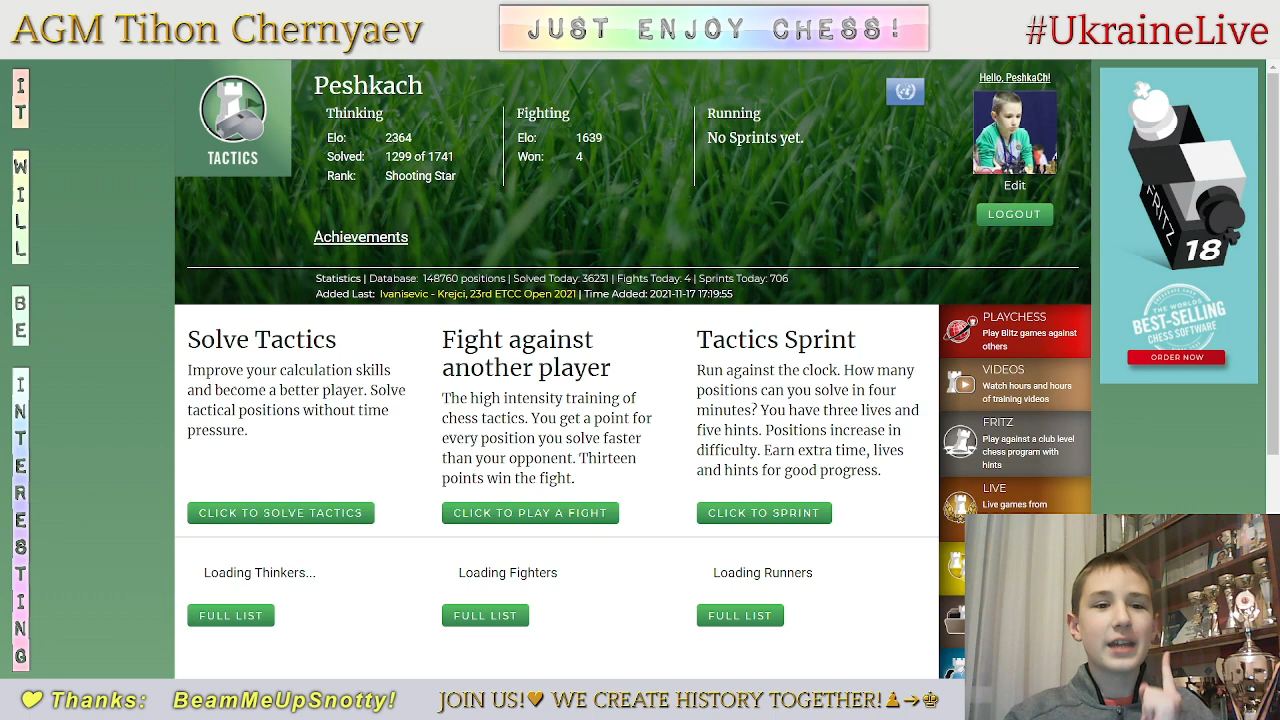 AGM Tihon Chernyaev
JUST ENJOY CHESS!
#UkraineLive
IT
WILL
BE
INTERESTING
TACTICS
Peshkach
Thinking
Elo: 2364
Solved: 1299 of 1741
Rank: Shooting Star
Fighting
Elo: 1639
Won: 4
Running
No Sprints yet.
Hello, PeshkaCh!
Edit
LOGOUT
Achievements
Statistics | Database: 148760 positions | Solved Today: 36231 | Fights Today: 4 | Sprints Today: 706
Added Last: Ivanisevic - Krejci, 23rd ETCC Open 2021 | Time Added: 2021-11-17 17:19:55
Solve Tactics
Improve your calculation skills
and become a better player. Solve
tactical positions without time
pressure.
CLICK TO SOLVE TACTICS
Fight against
another player
The high intensity training of
chess tactics. You get a point for
every position you solve faster
than your opponent. Thirteen
points win the fight.
CLICK TO PLAY A FIGHT
Tactics Sprint
Run against the clock. How many
positions can you solve in four
minutes? You have three lives and
five hints. Positions increase in
difficulty. Earn extra time, lives
and hints for good progress.
CLICK TO SPRINT
Loading Thinkers...
FULL LIST
Loading Fighters
FULL LIST
Loading Runners
FULL LIST
PLAYCHESS
Play Blitz games against
others
VIDEOS
Watch hours and hours
of training videos
FRITZ
Play against a club level
chess program with
hints
LIVE
Live games from
FRITZ
18
THE WORLDS
BEST-SELLING
CHESS SOFTWARE
ORDER NOW
Thanks: BeamMeUpSnotty!
JOIN US!🧡 WE CREATE HISTORY TOGETHER!♟→♚